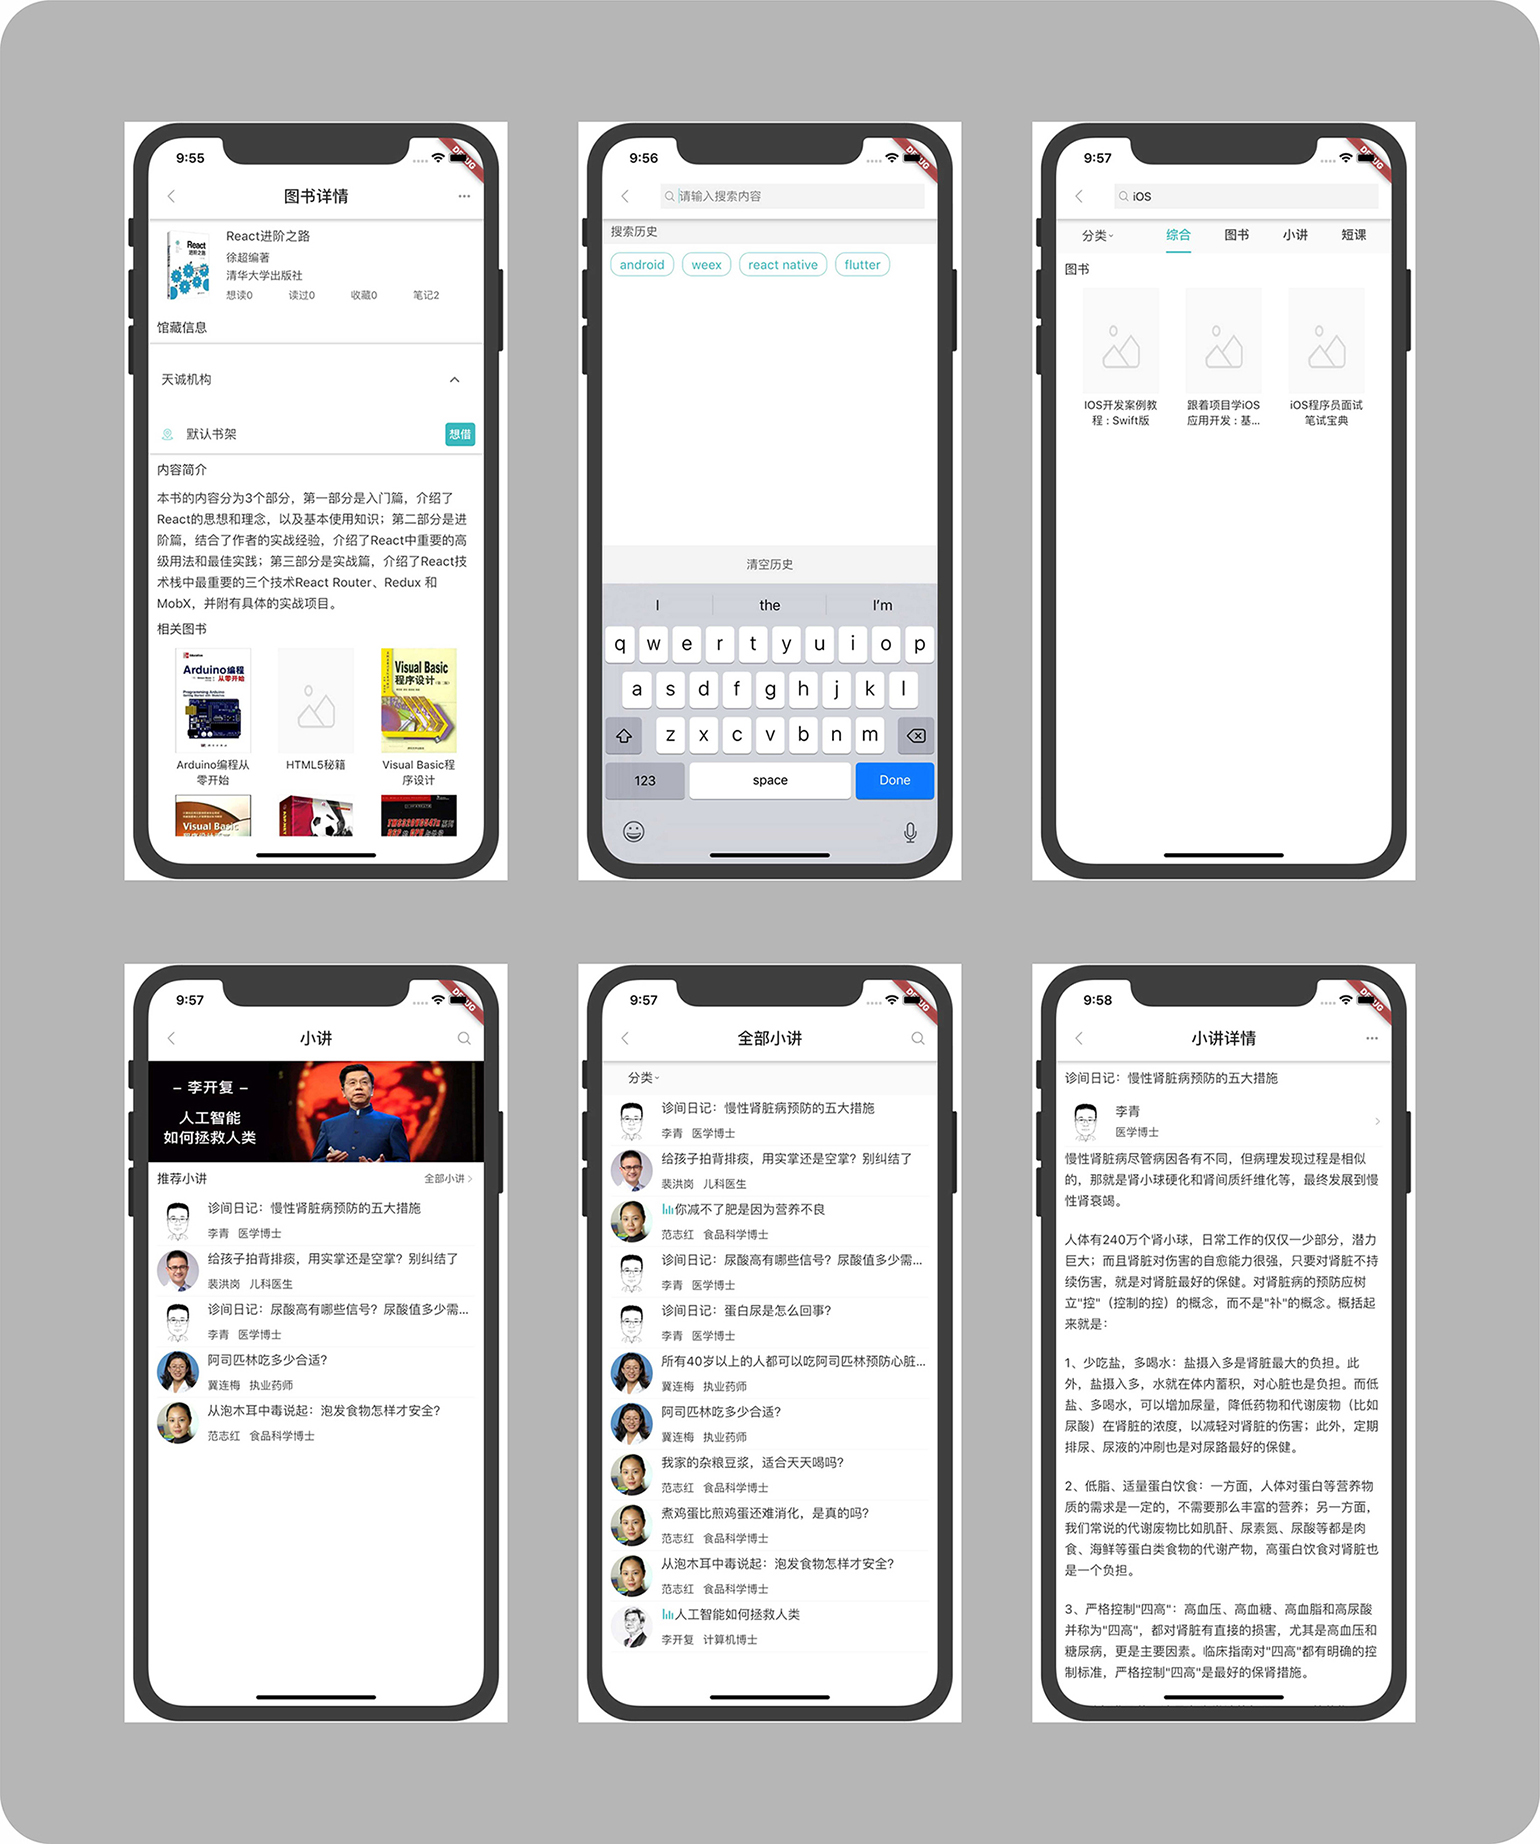 9:55
DEBUG
图书详情
React
进阶之路
React进阶之路
徐超编著
清华大学出版社
想读0 读过0 收藏0 笔记2
馆藏信息
天诚机构
默认书架
想借
内容简介
本书的内容分为3个部分，第一部分是入门篇，介绍了
React的思想和理念，以及基本使用知识；第二部分是进
阶篇，结合了作者的实战经验，介绍了React中重要的高
级用法和最佳实践；第三部分是实战篇，介绍了React技
术栈中最重要的三个技术React Router、Redux 和
MobX，并附有具体的实战项目。
相关图书
Arduino编程
从零开始
Visual Basic
程序设计
Arduino编程从
零开始
HTML5秘籍
Visual Basic程
序设计
Visual Basic
9:56
请输入搜索内容
搜索历史
android
weex
react native
flutter
清空历史
I the I'm
q w e r t y u i o p
a s d f g h j k l
z x c v b n m
123 space Done
9:57
iOS
分类 综合 图书 小讲 短课
图书
IOS开发案例教
程：Swift版
跟着项目学iOS
应用开发：基...
iOS程序员面试
笔试宝典
9:57
小讲
– 李开复 –
人工智能
如何拯救人类
推荐小讲
全部小讲
诊间日记：慢性肾脏病预防的五大措施
李青 医学博士
给孩子拍背排痰，用实掌还是空掌？别纠结了
裴洪岗 儿科医生
诊间日记：尿酸高有哪些信号？尿酸值多少需...
李青 医学博士
阿司匹林吃多少合适?
冀连梅 执业药师
从泡木耳中毒说起：泡发食物怎样才安全?
范志红 食品科学博士
9:57
全部小讲
分类
诊间日记：慢性肾脏病预防的五大措施
李青 医学博士
给孩子拍背排痰，用实掌还是空掌？别纠结了
裴洪岗 儿科医生
你减不了肥是因为营养不良
范志红 食品科学博士
诊间日记：尿酸高有哪些信号？尿酸值多少需...
李青 医学博士
诊间日记：蛋白尿是怎么回事?
李青 医学博士
所有40岁以上的人都可以吃阿司匹林预防心脏...
冀连梅 执业药师
阿司匹林吃多少合适?
冀连梅 执业药师
我家的杂粮豆浆，适合天天喝吗?
范志红 食品科学博士
煮鸡蛋比煎鸡蛋还难消化，是真的吗?
范志红 食品科学博士
从泡木耳中毒说起：泡发食物怎样才安全?
范志红 食品科学博士
人工智能如何拯救人类
李开复 计算机博士
9:58
小讲详情
诊间日记：慢性肾脏病预防的五大措施
李青
医学博士
慢性肾脏病尽管病因各有不同，但病理发现过程是相似
的，那就是肾小球硬化和肾间质纤维化等，最终发展到慢
性肾衰竭。
人体有240万个肾小球，日常工作的仅仅一少部分，潜力
巨大；而且肾脏对伤害的自愈能力很强，只要对肾脏不持
续伤害，就是对肾脏最好的保健。对肾脏病的预防应树
立"控"（控制的控）的概念，而不是"补"的概念。概括起
来就是：
1、少吃盐，多喝水：盐摄入多是肾脏最大的负担。此
外，盐摄入多，水就在体内蓄积，对心脏也是负担。而低
盐、多喝水，可以增加尿量，降低药物和代谢废物（比如
尿酸）在肾脏的浓度，以减轻对肾脏的伤害；此外，定期
排尿、尿液的冲刷也是对尿路最好的保健。
2、低脂、适量蛋白饮食：一方面，人体对蛋白等营养物
质的需求是一定的，不需要那么丰富的营养；另一方面，
我们常说的代谢废物比如肌酐、尿素氮、尿酸等都是肉
食、海鲜等蛋白类食物的代谢产物，高蛋白饮食对肾脏也
是一个负担。
3、严格控制"四高"：高血压、高血糖、高血脂和高尿酸
并称为"四高"，都对肾脏有直接的损害，尤其是高血压和
糖尿病，更是主要因素。临床指南对"四高"都有明确的控
制标准，严格控制"四高"是最好的保肾措施。